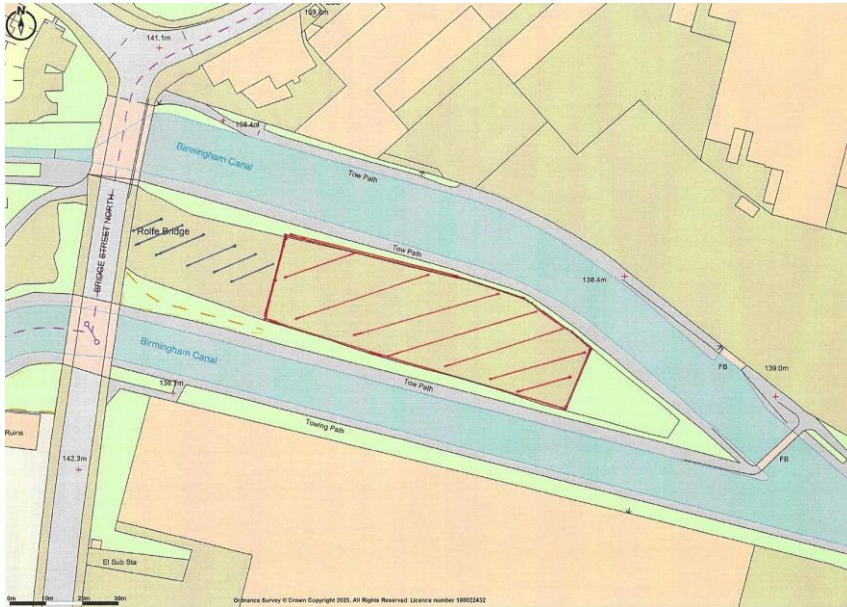 N
141.1m
138.4m
Birmingham Canal
Tow Path
Rolfe Bridge
BRIDGE STREET NORTH
Tow Path
138.4m
Birmingham Canal
FB
139.0m
Tow Path
Towing Path
Ruins
FB
142.3m
El Sub Sta
0m 10m 20m 30m
Ordnance Survey © Crown Copyright 2023. All Rights Reserved. Licence number 100022432